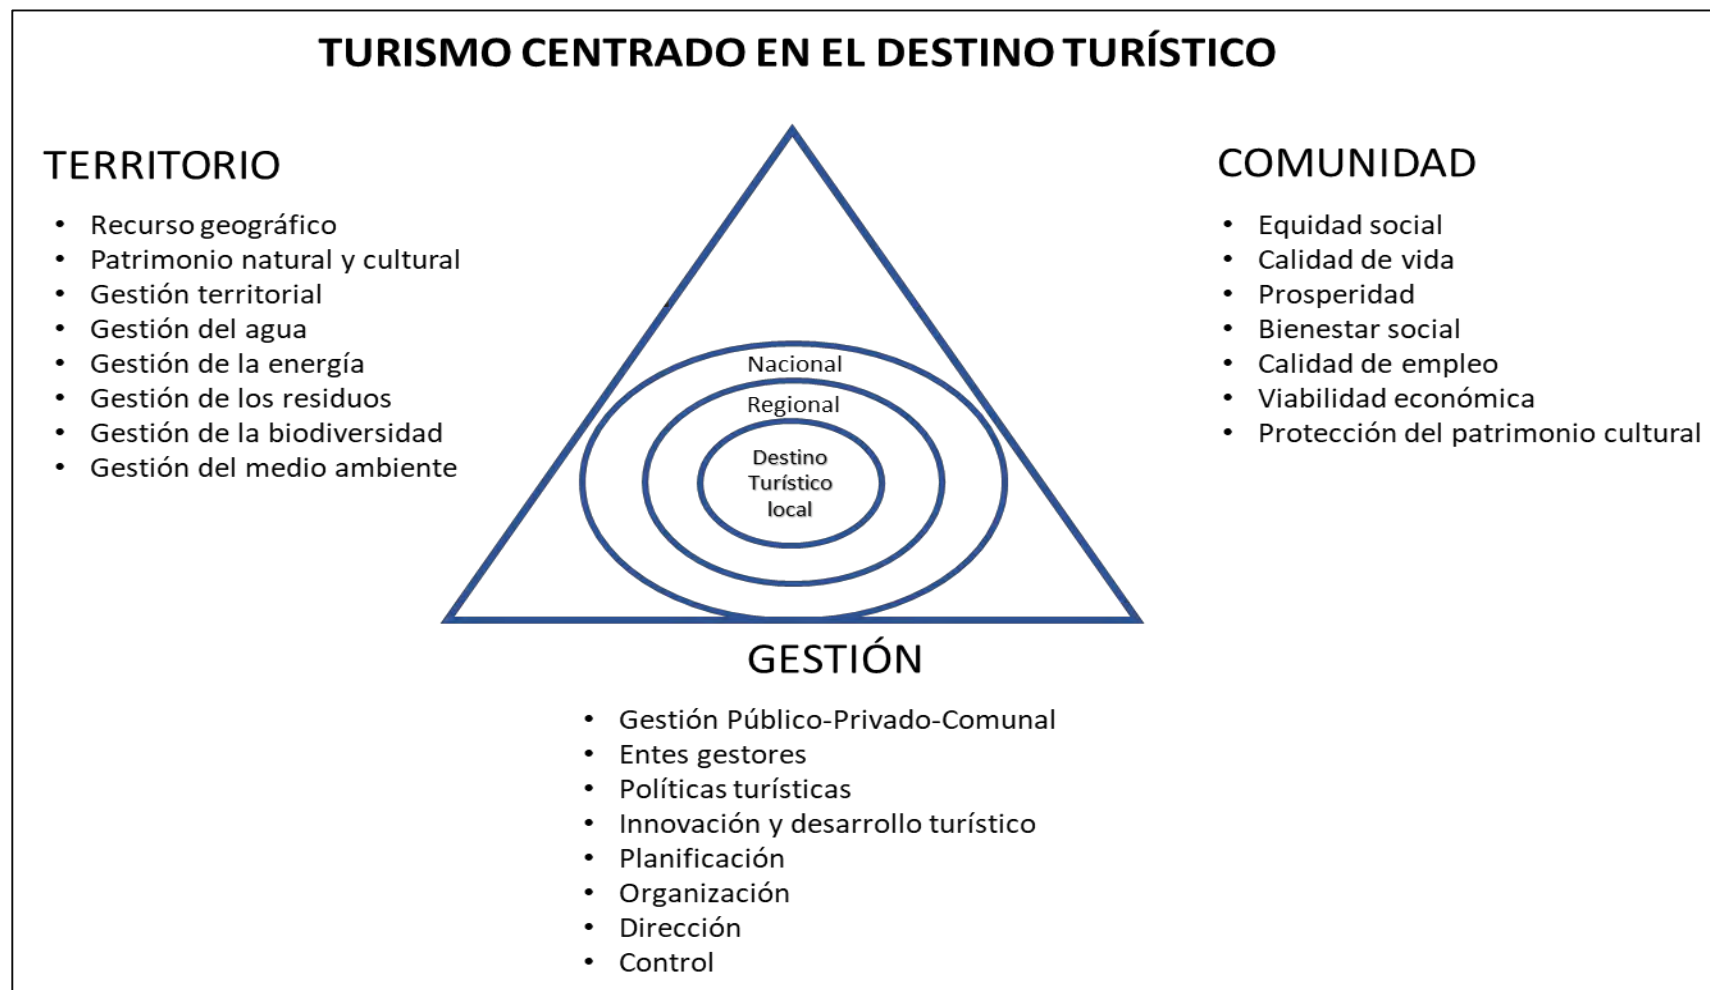 TURISMO CENTRADO EN EL DESTINO TURÍSTICO
TERRITORIO
• Recurso geográfico
• Patrimonio natural y cultural
• Gestión territorial
• Gestión del agua
• Gestión de la energía
• Gestión de los residuos
• Gestión de la biodiversidad
• Gestión del medio ambiente
Nacional
Regional
Destino
Turístico
local
COMUNIDAD
• Equidad social
• Calidad de vida
• Prosperidad
• Bienestar social
• Calidad de empleo
• Viabilidad económica
• Protección del patrimonio cultural
GESTIÓN
• Gestión Público-Privado-Comunal
• Entes gestores
• Políticas turísticas
• Innovación y desarrollo turístico
• Planificación
• Organización
• Dirección
• Control